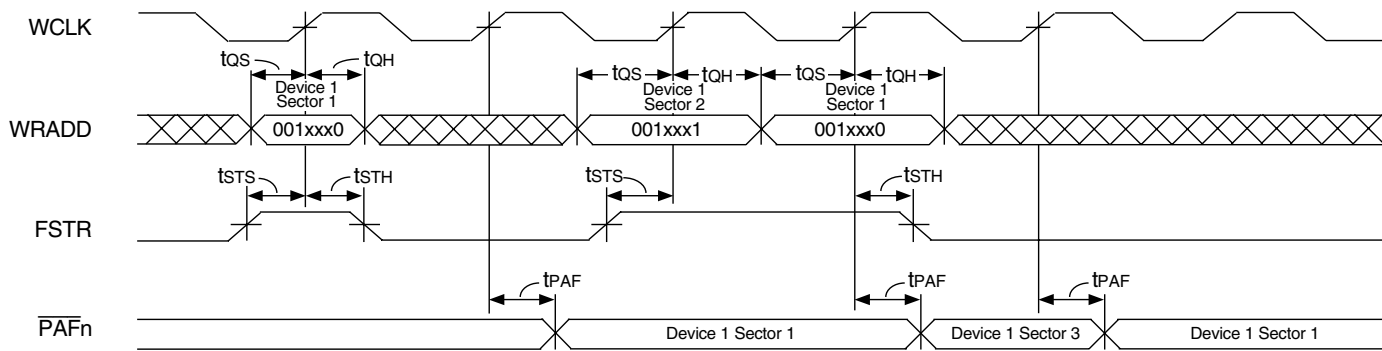 WCLK
tQS
tQH
tQS
tQH
tQS
tQH
Device 1
Sector 1
Device 1
Sector 2
Device 1
Sector 1
WRADD
001xxx0
001xxx1
001xxx0
tSTS
tSTH
tSTS
tSTH
FSTR
tPAF
tPAF
tPAF
PAFn
Device 1 Sector 1
Device 1 Sector 3
Device 1 Sector 1